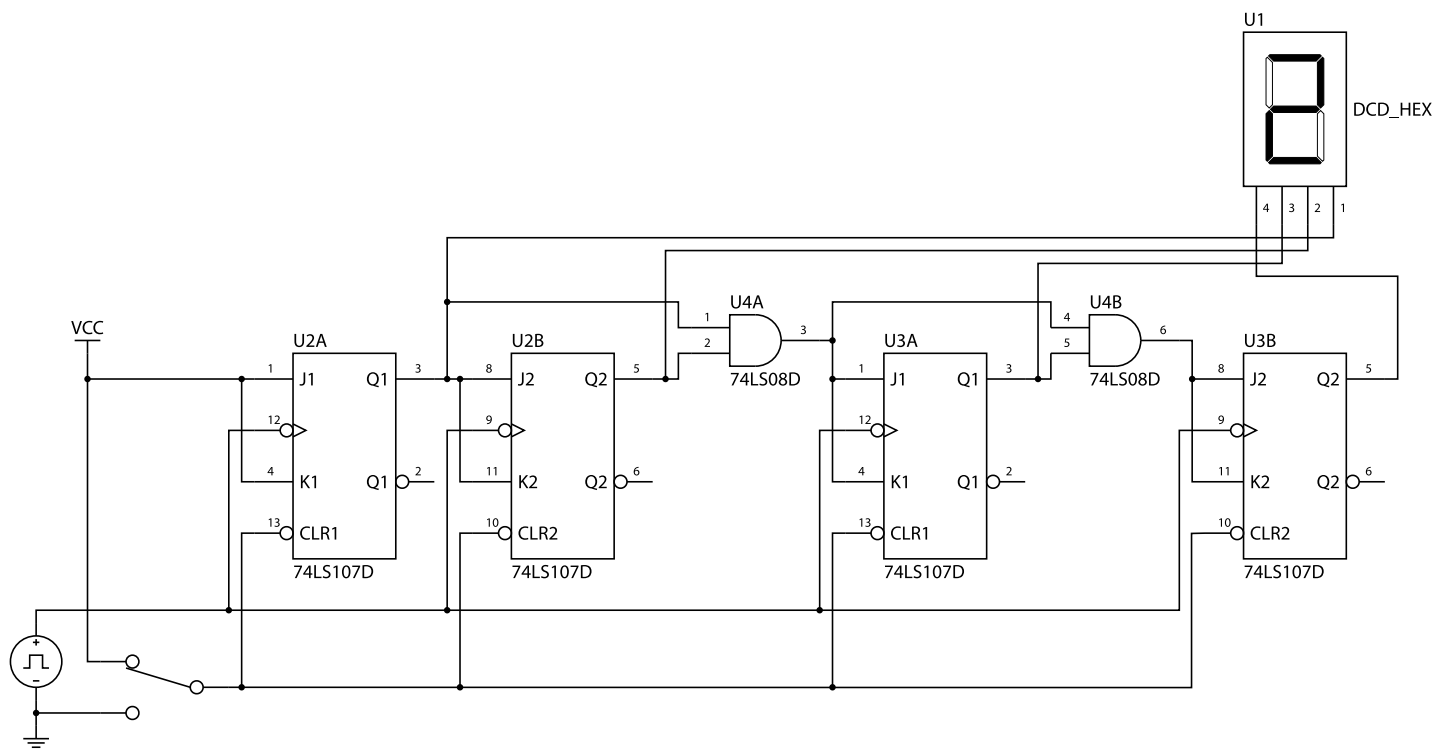 U1
DCD_HEX
4 3 2 1
U4A
1
2
3
74LS08D
U4B
4
5
6
74LS08D
VCC
U2A
1 J1 Q1 3
12
4 K1 Q1 2
13 CLR1
74LS107D
U2B
8 J2 Q2 5
9
11 K2 Q2 6
10 CLR2
74LS107D
U3A
1 J1 Q1 3
12
4 K1 Q1 2
13 CLR1
74LS107D
U3B
8 J2 Q2 5
9
11 K2 Q2 6
10 CLR2
74LS107D
+
−